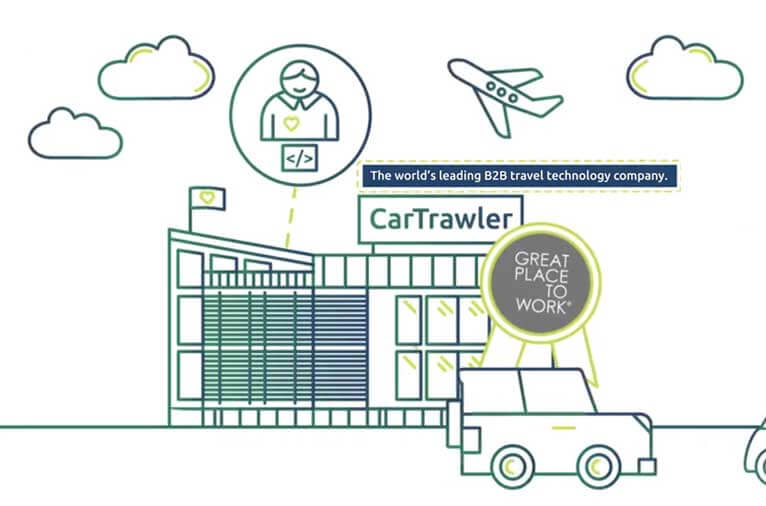 </>
The world's leading B2B travel technology company.
CarTrawler
GREAT
PLACE
TO
WORK®